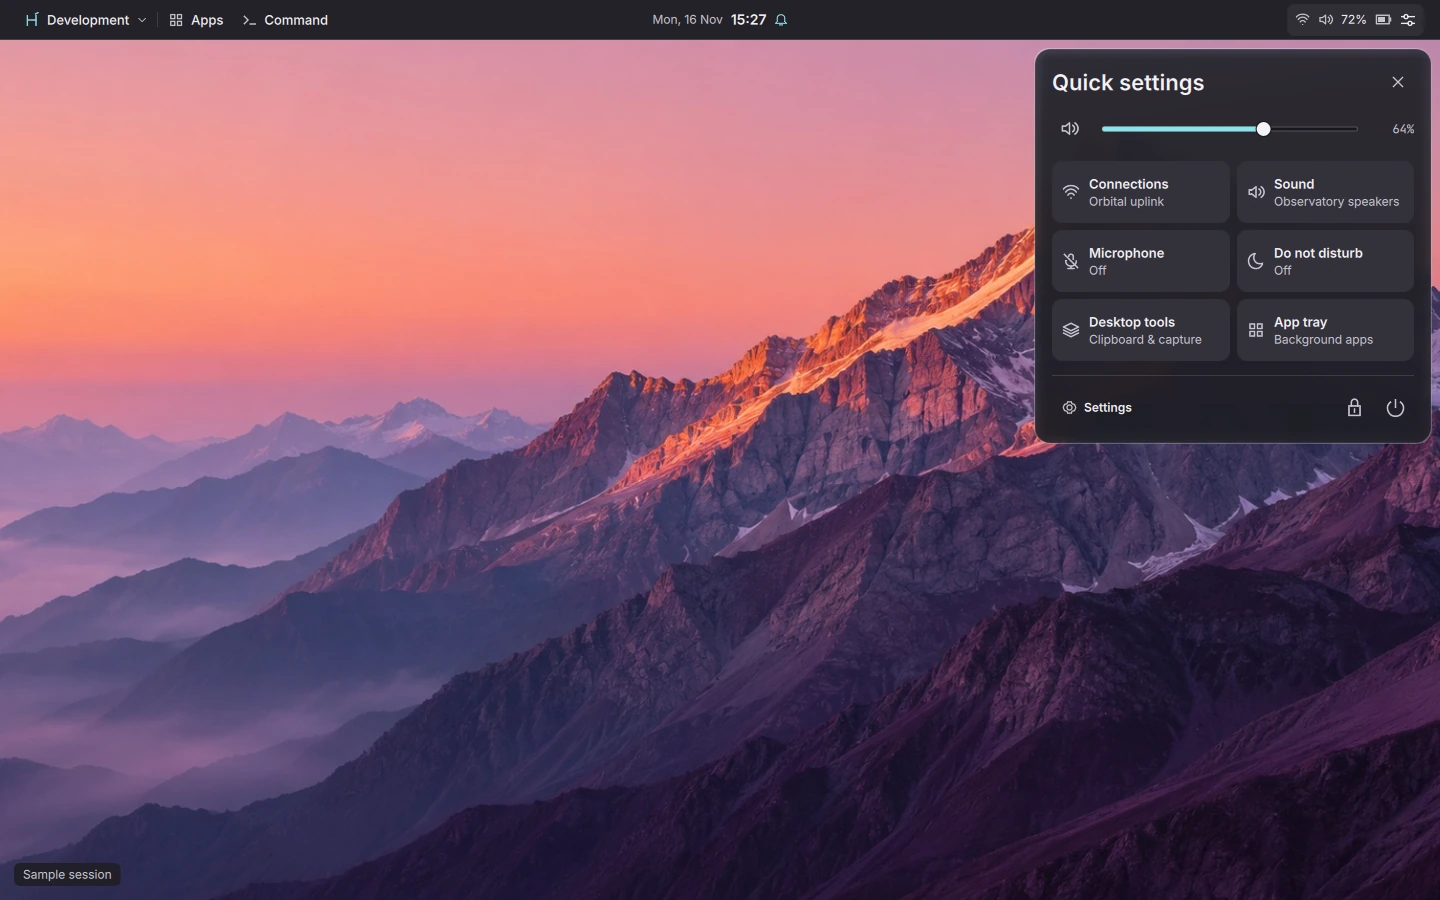 Development
Apps
Command
Mon, 16 Nov 15:27
72%
Quick settings
64%
Connections
Orbital uplink
Sound
Observatory speakers
Microphone
Off
Do not disturb
Off
Desktop tools
Clipboard & capture
App tray
Background apps
Settings
Sample session